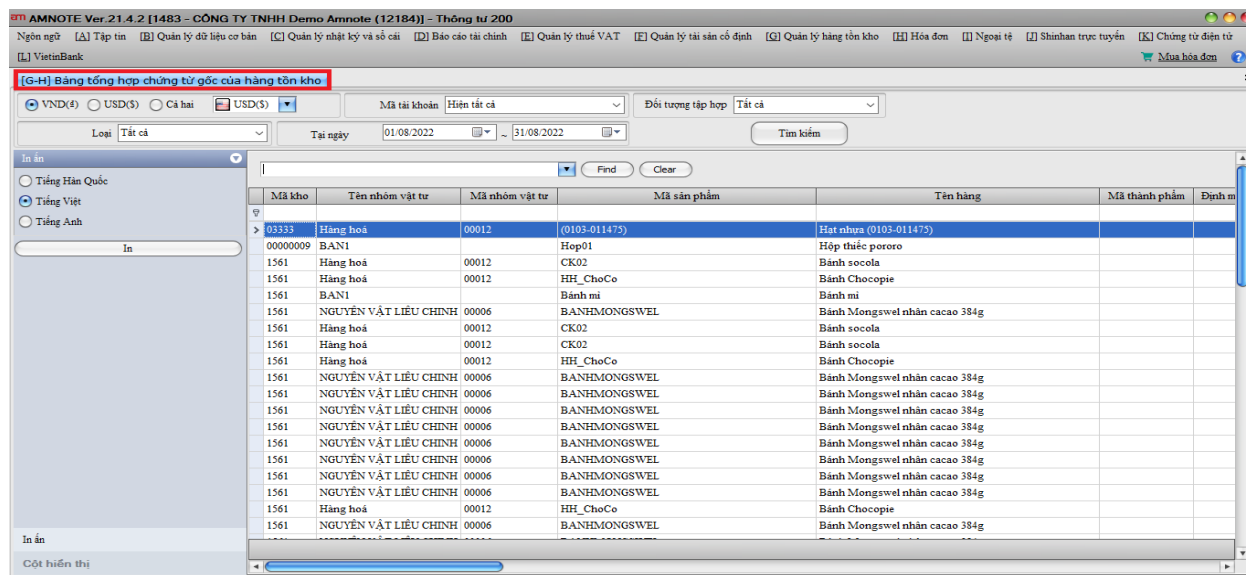 am AMNOTE Ver.21.4.2 [1483 - CÔNG TY TNHH Demo Amnote (12184)] - Thông tư 200
Ngôn ngữ [A] Tập tin [B] Quản lý dữ liệu cơ bản [C] Quản lý nhật ký và sổ cái [D] Báo cáo tài chính [E] Quản lý thuế VAT [F] Quản lý tài sản cố định [G] Quản lý hàng tồn kho [H] Hóa đơn [I] Ngoại tệ [J] Shinhan trực tuyến [K] Chứng từ điện tử
[L] VietinBank Mua hóa đơn ?
[G-H] Bảng tổng hợp chứng từ gốc của hàng tồn kho
VND(đ) USD($) Cả hai USD($) Mã tài khoản Hiện tất cả Đối tượng tập hợp Tất cả
Loại Tất cả Tại ngày 01/08/2022 ~ 31/08/2022 Tìm kiếm
In ấn
Tiếng Hàn Quốc
Tiếng Việt
Tiếng Anh
In
In ấn
Cột hiển thị
Find Clear
Mã kho Tên nhóm vật tư Mã nhóm vật tư Mã sản phẩm Tên hàng Mã thành phẩm Định m
03333 Hàng hoá 00012 (0103-011475) Hạt nhựa (0103-011475)
00000009 BAN1 Hop01 Hộp thiếc pororo
1561 Hàng hoá 00012 CK02 Bánh socola
1561 Hàng hoá 00012 HH_ChoCo Bánh Chocopie
1561 BAN1 Bánh mì Bánh mì
1561 NGUYÊN VẬT LIỆU CHINH 00006 BANHMONGSWEL Bánh Mongswel nhân cacao 384g
1561 Hàng hoá 00012 CK02 Bánh socola
1561 Hàng hoá 00012 CK02 Bánh socola
1561 Hàng hoá 00012 HH_ChoCo Bánh Chocopie
1561 NGUYÊN VẬT LIỆU CHINH 00006 BANHMONGSWEL Bánh Mongswel nhân cacao 384g
1561 NGUYÊN VẬT LIỆU CHINH 00006 BANHMONGSWEL Bánh Mongswel nhân cacao 384g
1561 NGUYÊN VẬT LIỆU CHINH 00006 BANHMONGSWEL Bánh Mongswel nhân cacao 384g
1561 NGUYÊN VẬT LIỆU CHINH 00006 BANHMONGSWEL Bánh Mongswel nhân cacao 384g
1561 NGUYÊN VẬT LIỆU CHINH 00006 BANHMONGSWEL Bánh Mongswel nhân cacao 384g
1561 NGUYÊN VẬT LIỆU CHINH 00006 BANHMONGSWEL Bánh Mongswel nhân cacao 384g
1561 NGUYÊN VẬT LIỆU CHINH 00006 BANHMONGSWEL Bánh Mongswel nhân cacao 384g
1561 NGUYÊN VẬT LIỆU CHINH 00006 BANHMONGSWEL Bánh Mongswel nhân cacao 384g
1561 Hàng hoá 00012 HH_ChoCo Bánh Chocopie
1561 NGUYÊN VẬT LIỆU CHINH 00006 BANHMONGSWEL Bánh Mongswel nhân cacao 384g